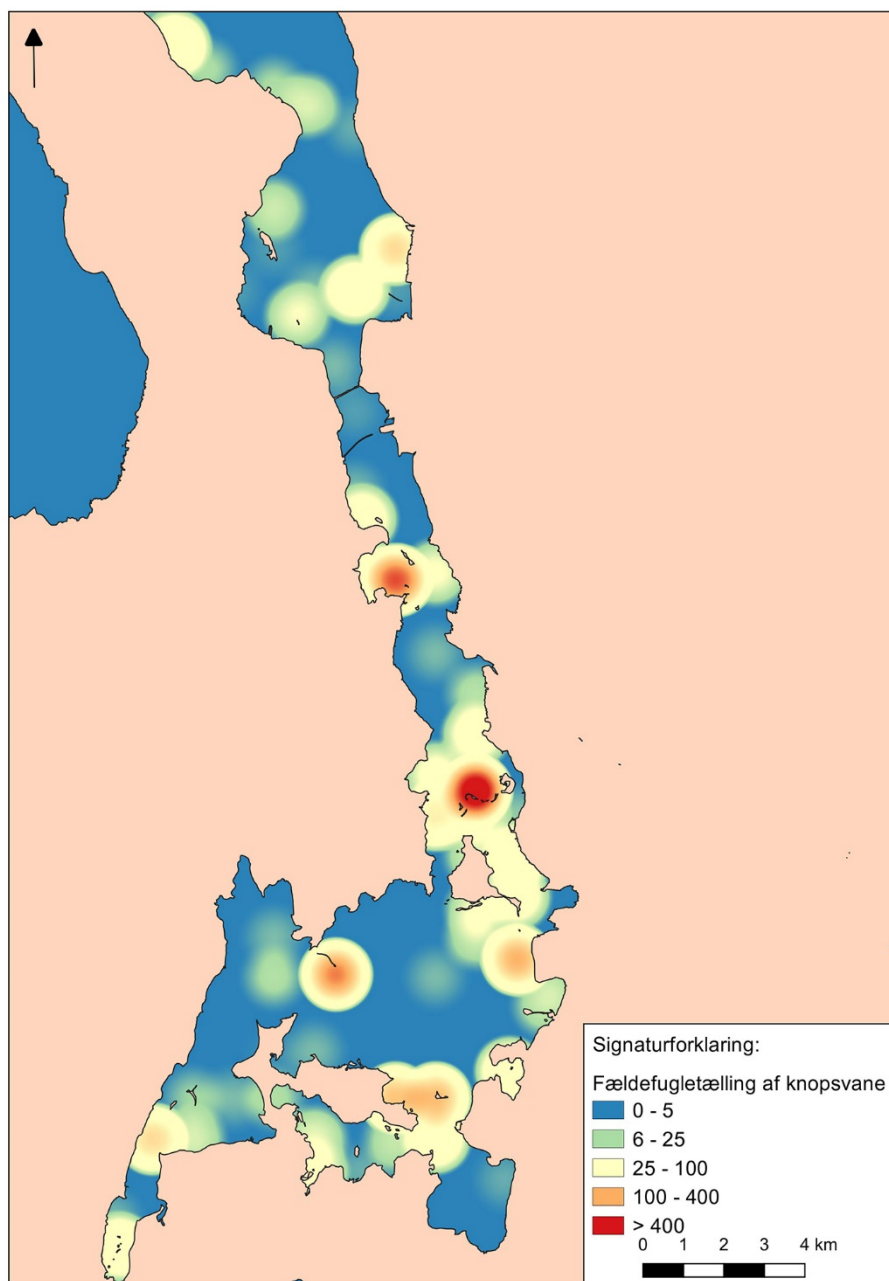 Signaturforklaring:
Fældefugletælling af knopsvane
0 - 5
6 - 25
25 - 100
100 - 400
> 400
0 1 2 3 4 km